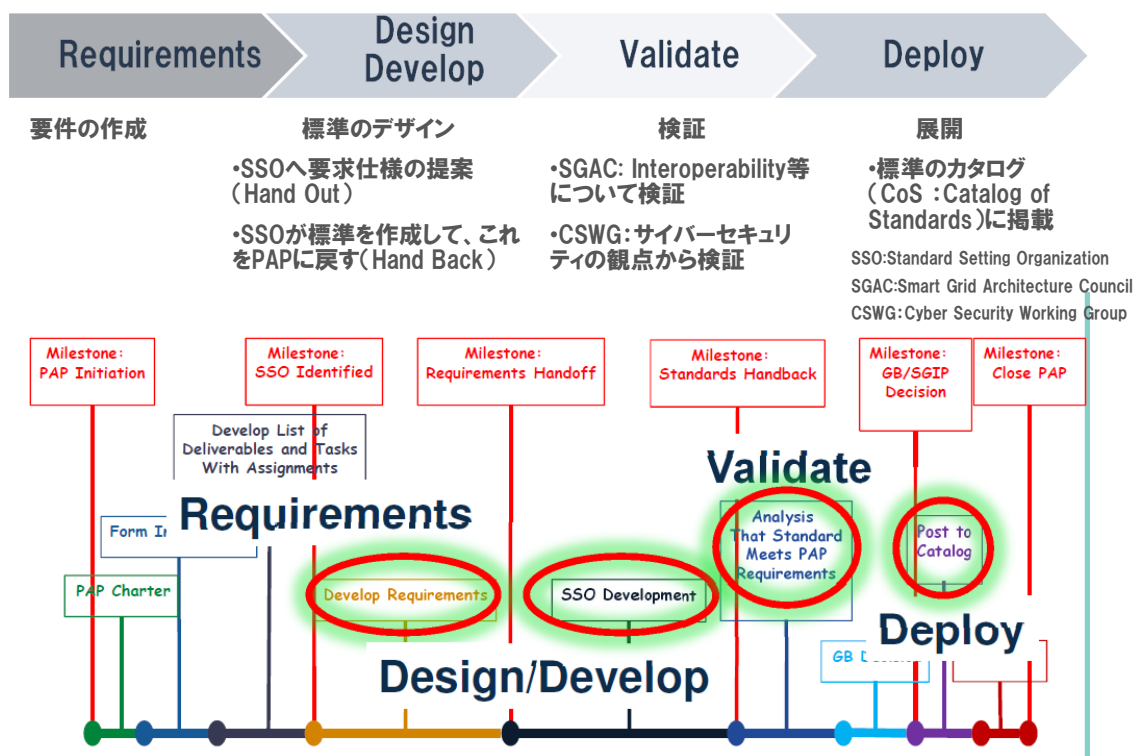 Requirements
Design
Develop
Validate
Deploy
要件の作成
標準のデザイン
・SSOへ要求仕様の提案
(Hand Out)
・SSOが標準を作成して、これ
をPAPに戻す(Hand Back)
検証
・SGAC: Interoperability等
について検証
・CSWG:サイバーセキュリ
ティの観点から検証
展開
・標準のカタログ
(CoS :Catalog of
Standards)に掲載
SSO:Standard Setting Organization
SGAC:Smart Grid Architecture Council
CSWG:Cyber Security Working Group
Milestone:
PAP Initiation
Milestone:
SSO Identified
Milestone:
Requirements Handoff
Milestone:
Standards Handback
Milestone:
GB/SGIP
Decision
Milestone:
Close PAP
Develop List of
Deliverables and Tasks
With Assignments
Requirements
Validate
Form
Analysis
That Standard
Meets PAP
Requirements
Post to
Catalog
PAP Charter
Develop Requirements
SSO Development
Deploy
GB
Design/Develop